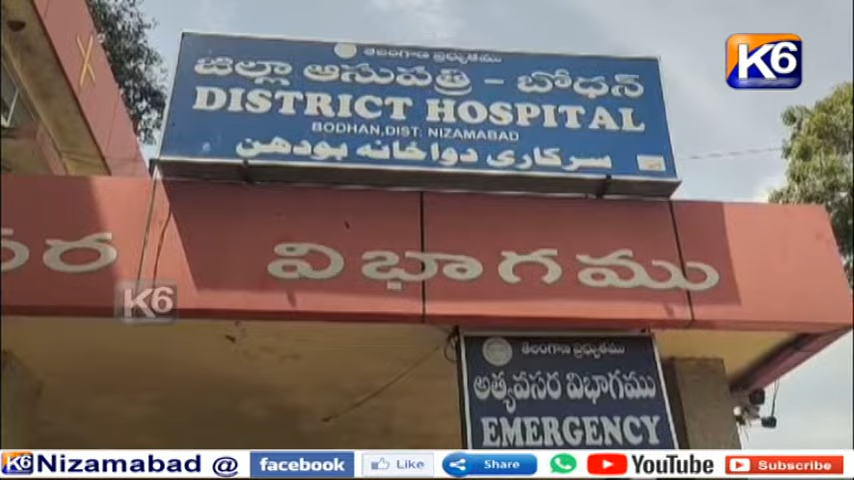 తెలంగాణ ప్రభుత్వము
జిల్లా ఆసుపత్రి - బోధన్
DISTRICT HOSPITAL
BODHAN, DIST: NIZAMABAD
سرکاری دواخانہ بودھن
K6
సర విభాగము
K6
తెలంగాణ ప్రభుత్వము
అత్యవసర విభాగము
EMERGENCY
K6 Nizamabad @ facebook Like Share YouTube Subscribe